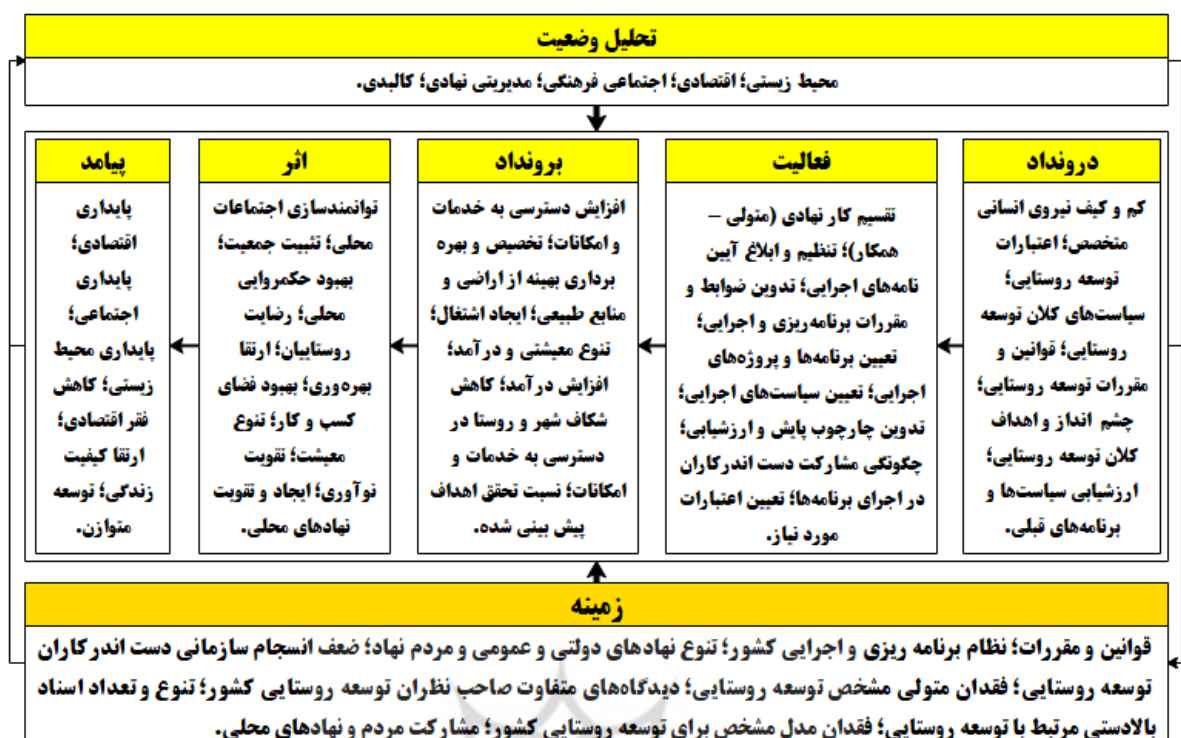 تحلیل وضعیت
محیط زیستی؛ اقتصادی؛ اجتماعی فرهنگی؛ مدیریتی نهادی؛ کالبدی.
درونداد
کم و کیف نیروی انسانی
متخصص؛ اعتبارات
توسعه روستایی؛
سیاست‌های کلان توسعه
روستایی؛ قوانین و
مقررات توسعه روستایی؛
چشم انداز و اهداف
کلان توسعه روستایی؛
ارزشیابی سیاست‌ها و
برنامه‌های قبلی.
فعالیت
تقسیم کار نهادی (متولی –
همکار)؛ تنظیم و ابلاغ آیین
نامه‌های اجرایی؛ تدوین ضوابط و
مقررات برنامه‌ریزی و اجرایی؛
تعیین برنامه‌ها و پروژه‌های
اجرایی؛ تعیین سیاست‌های اجرایی؛
تدوین چارچوب پایش و ارزشیابی؛
چگونگی مشارکت دست اندرکاران
در اجرای برنامه‌ها؛ تعیین اعتبارات
مورد نیاز.
برونداد
افزایش دسترسی به خدمات
و امکانات؛ تخصیص و بهره
برداری بهینه از اراضی و
منابع طبیعی؛ ایجاد اشتغال؛
تنوع معیشتی و درآمد؛
افزایش درآمد؛ کاهش
شکاف شهر و روستا در
دسترسی به خدمات و
امکانات؛ نسبت تحقق اهداف
پیش بینی شده.
اثر
توانمندسازی اجتماعات
محلی؛ تثبیت جمعیت؛
بهبود حکمروایی
محلی؛ رضایت
روستاییان؛ ارتقا
بهره‌وری؛ بهبود فضای
کسب و کار؛ تنوع
معیشت؛ تقویت
نوآوری؛ ایجاد و تقویت
نهادهای محلی.
پیامد
پایداری
اقتصادی؛
پایداری
اجتماعی؛
پایداری محیط
زیستی؛ کاهش
فقر اقتصادی؛
ارتقا کیفیت
زندگی؛ توسعه
متوازن.
زمینه
قوانین و مقررات؛ نظام برنامه ریزی و اجرایی کشور؛ تنوع نهادهای دولتی و عمومی و مردم نهاد؛ ضعف انسجام سازمانی دست اندرکاران
توسعه روستایی؛ فقدان متولی مشخص توسعه روستایی؛ دیدگاه‌های متفاوت صاحب نظران توسعه روستایی کشور؛ تنوع و تعداد اسناد
بالادستی مرتبط با توسعه روستایی؛ فقدان مدل مشخص برای توسعه روستایی کشور؛ مشارکت مردم و نهادهای محلی.